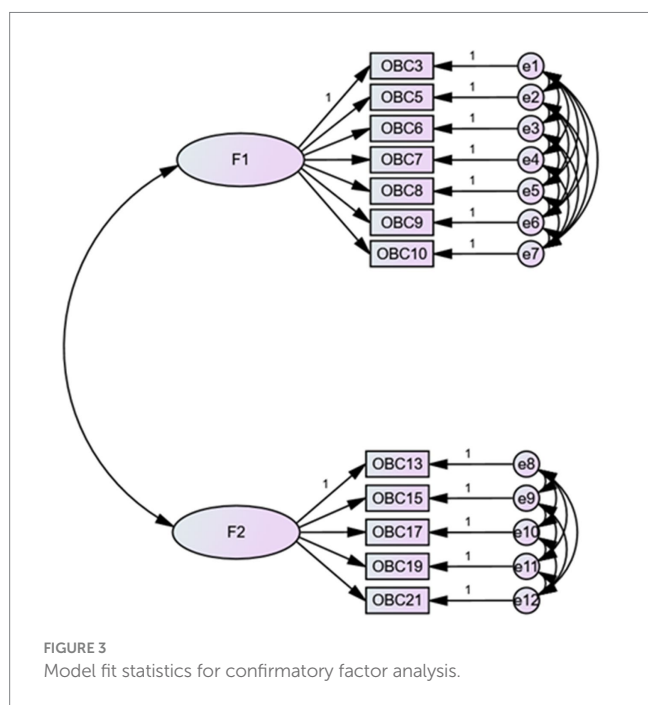 OBC3 1 e1
1
OBC5 1 e2
OBC6 1 e3
F1 OBC7 1 e4
OBC8 1 e5
OBC9 1 e6
OBC10 1 e7
OBC13 1 e8
1
OBC15 1 e9
F2 OBC17 1 e10
OBC19 1 e11
OBC21 1 e12
FIGURE 3
Model fit statistics for confirmatory factor analysis.